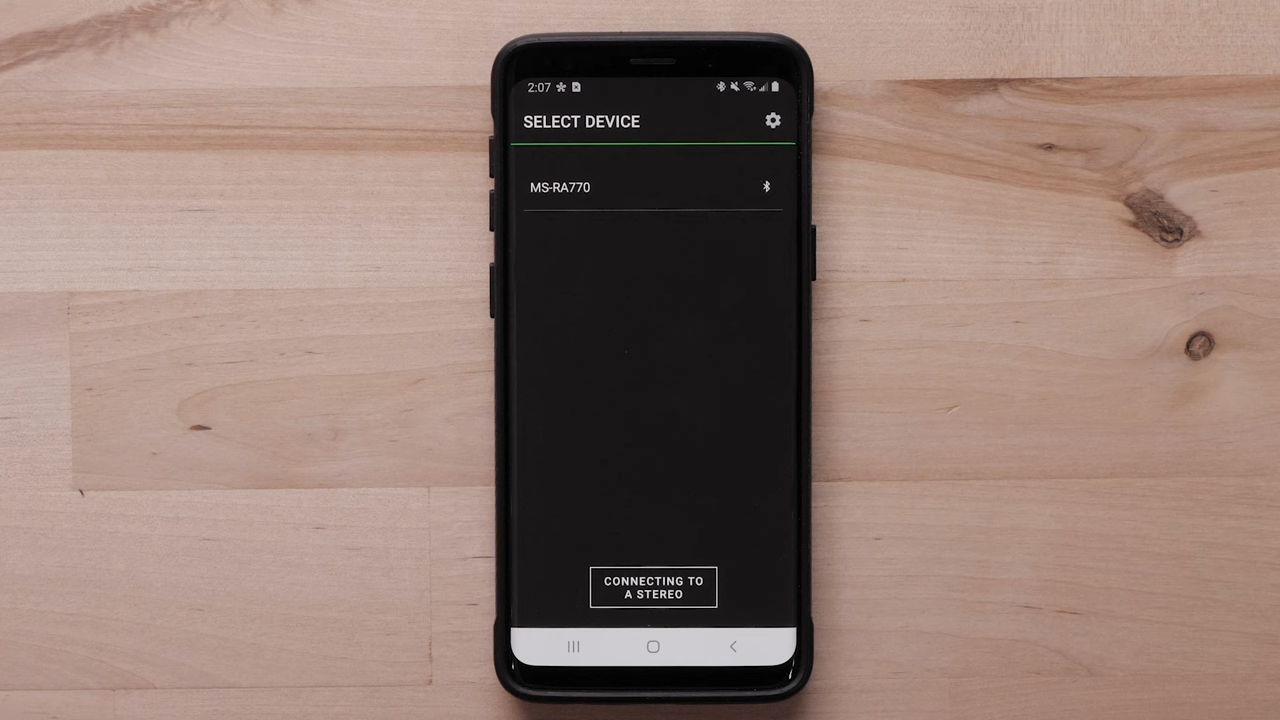 2:07
SELECT DEVICE
MS-RA770
CONNECTING TO
A STEREO